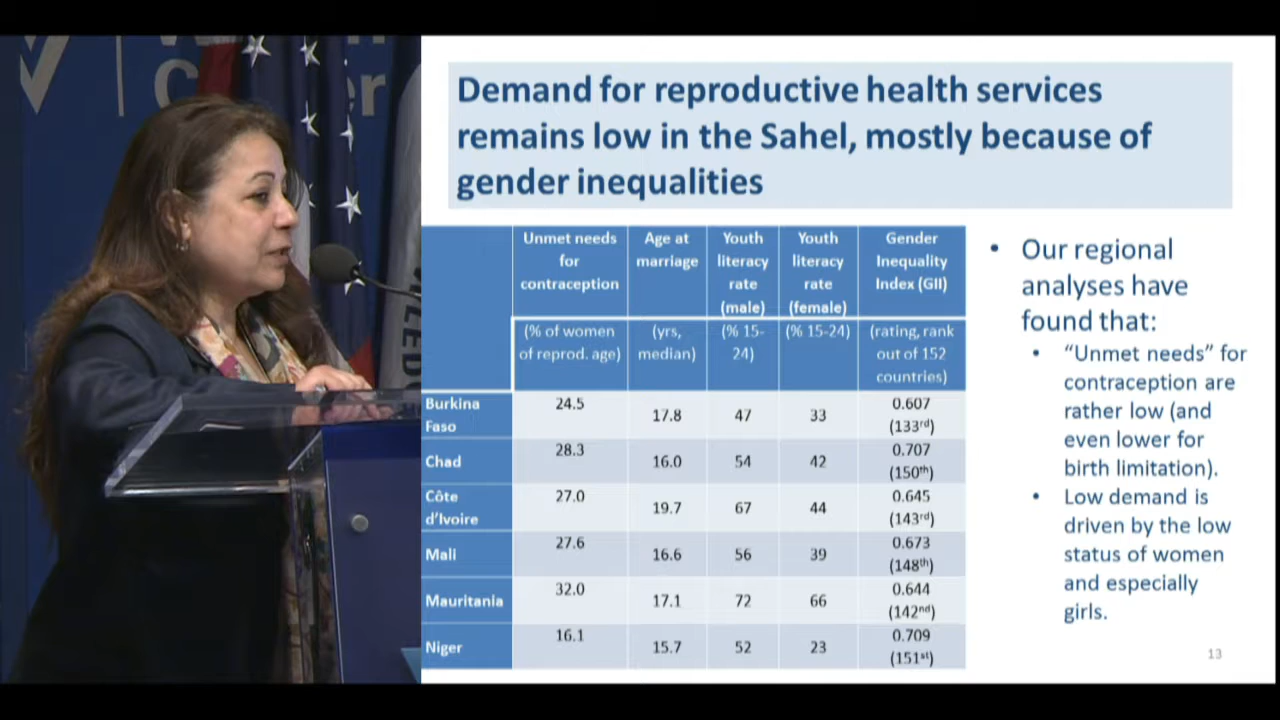 Demand for reproductive health services
remains low in the Sahel, mostly because of
gender inequalities
Unmet needs for contraception Age at marriage Youth literacy rate (male) Youth literacy rate (female) Gender Inequality Index (GII)
(% of women of reprod. age) (yrs, median) (% 15-24) (% 15-24) (rating, rank out of 152 countries)
Burkina Faso 24.5 17.8 47 33 0.607 (133rd)
Chad 28.3 16.0 54 42 0.707 (150th)
Côte d'Ivoire 27.0 19.7 67 44 0.645 (143rd)
Mali 27.6 16.6 56 39 0.673 (148th)
Mauritania 32.0 17.1 72 66 0.644 (142nd)
Niger 16.1 15.7 52 23 0.709 (151st)
• Our regional
analyses have
found that:
• “Unmet needs” for
contraception are
rather low (and
even lower for
birth limitation).
• Low demand is
driven by the low
status of women
and especially
girls.
13